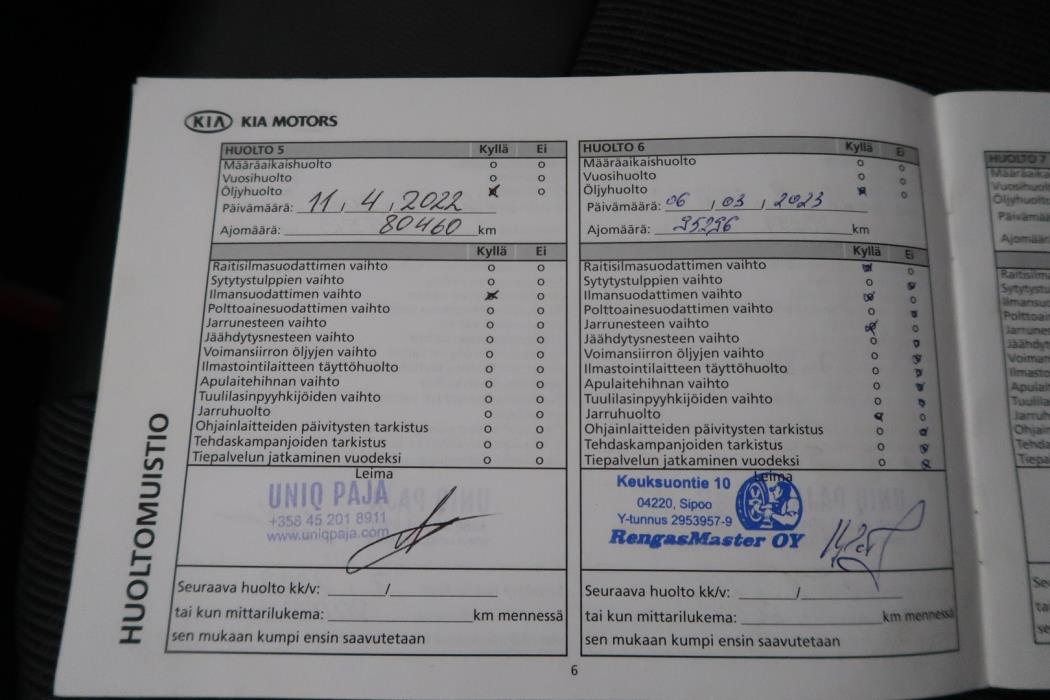 KIA KIA MOTORS
HUOLTO 5 Kyllä Ei
Määräaikaishuolto o o
Vuosihuolto o o
Öljyhuolto x o
Päivämäärä: 11, 4, 2022
Ajomäärä: 80460 km
Kyllä Ei
Raitisilmasuodattimen vaihto o o
Sytytystulppien vaihto o o
Ilmansuodattimen vaihto x o
Polttoainesuodattimen vaihto o o
Jarrunesteen vaihto o o
Jäähdytysnesteen vaihto o o
Voimansiirron öljyjen vaihto o o
Ilmastointilaitteen täyttöhuolto o o
Apulaitehihnan vaihto o o
Tuulilasinpyyhkijöiden vaihto o o
Jarruhuolto o o
Ohjainlaitteiden päivitysten tarkistus o o
Tehdaskampanjoiden tarkistus o o
Tiepalvelun jatkaminen vuodeksi o o
Leima
UNIQ PAJA
+358 45 201 8911
www.uniqpaja.com
Seuraava huolto kk/v: /
tai kun mittarilukema: km mennessä
sen mukaan kumpi ensin saavutetaan
HUOLTO 6 Kyllä Ei
Määräaikaishuolto o o
Vuosihuolto o o
Öljyhuolto x o
Päivämäärä: 06, 03, 2023
Ajomäärä: 95296 km
Kyllä Ei
Raitisilmasuodattimen vaihto x o
Sytytystulppien vaihto o x
Ilmansuodattimen vaihto x o
Polttoainesuodattimen vaihto o x
Jarrunesteen vaihto x o
Jäähdytysnesteen vaihto o x
Voimansiirron öljyjen vaihto o x
Ilmastointilaitteen täyttöhuolto o x
Apulaitehihnan vaihto o x
Tuulilasinpyyhkijöiden vaihto o x
Jarruhuolto x o
Ohjainlaitteiden päivitysten tarkistus o x
Tehdaskampanjoiden tarkistus o x
Tiepalvelun jatkaminen vuodeksi o x
Leima
Keuksuontie 10
04220, Sipoo
Y-tunnus 2953957-9
RengasMaster OY
Seuraava huolto kk/v: /
tai kun mittarilukema: km mennessä
sen mukaan kumpi ensin saavutetaan
HUOLTOMUISTIO
6
HUOLTO 7